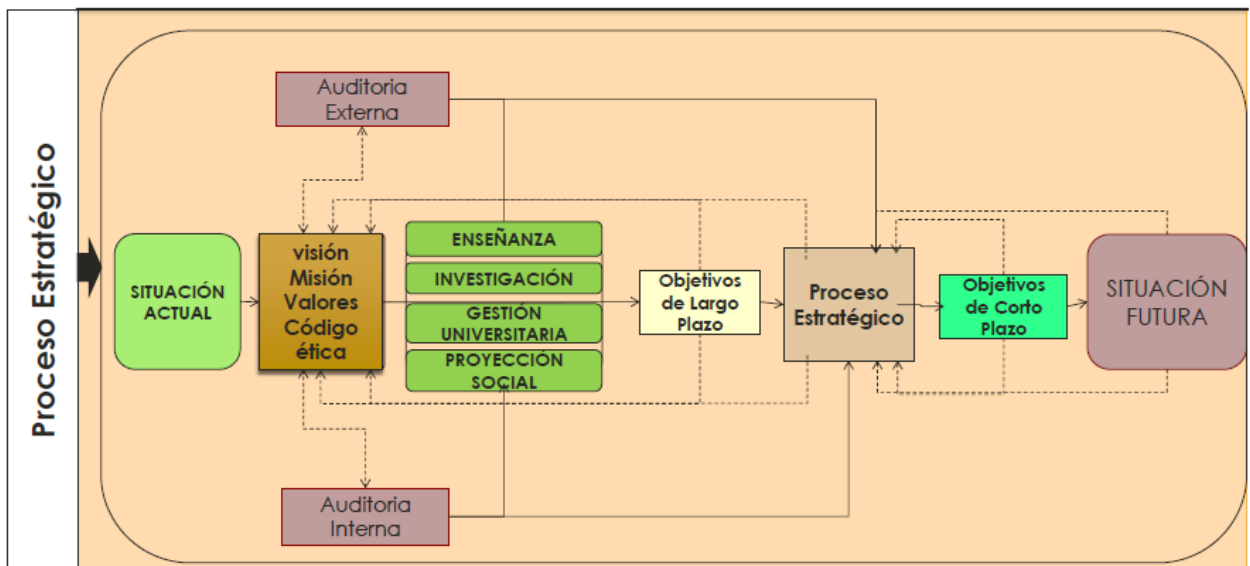 Proceso Estratégico
Auditoria
Externa
SITUACIÓN
ACTUAL
visión
Misión
Valores
Código
ética
ENSEÑANZA
INVESTIGACIÓN
GESTIÓN
UNIVERSITARIA
PROYECCIÓN
SOCIAL
Objetivos
de Largo
Plazo
Proceso
Estratégico
Objetivos
de Corto
Plazo
SITUACIÓN
FUTURA
Auditoria
Interna